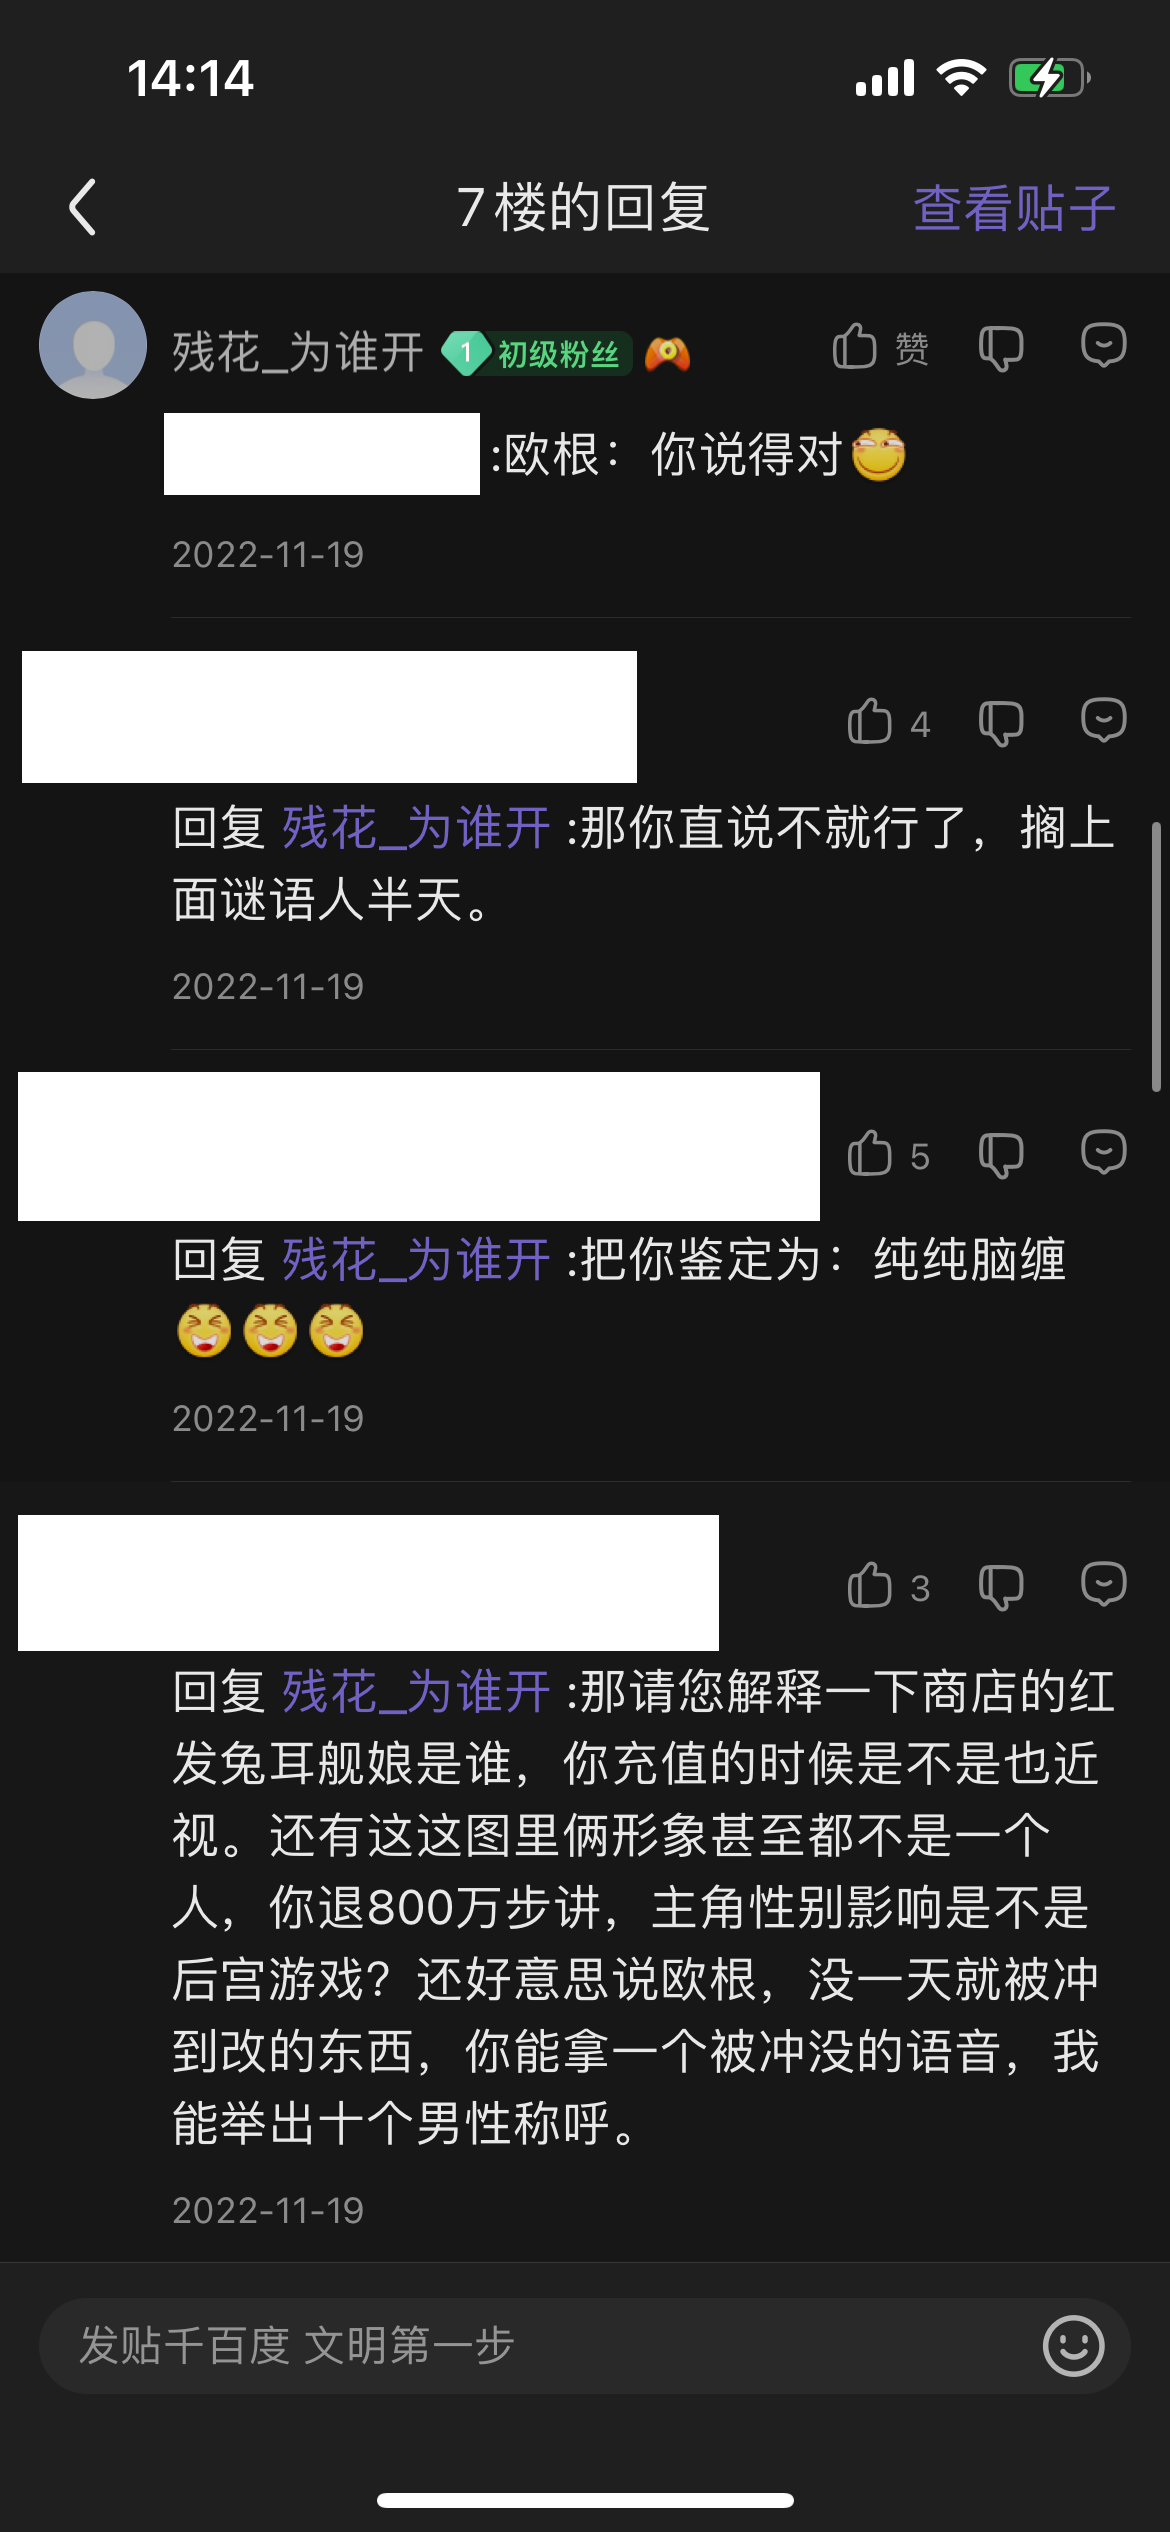 14:14
7楼的回复
查看贴子
残花_为谁开 1 初级粉丝
赞
:欧根：你说得对
2022-11-19
4
回复 残花_为谁开 :那你直说不就行了，搁上
面谜语人半天。
2022-11-19
5
回复 残花_为谁开 :把你鉴定为：纯纯脑缠
2022-11-19
3
回复 残花_为谁开 :那请您解释一下商店的红
发兔耳舰娘是谁，你充值的时候是不是也近
视。还有这这图里俩形象甚至都不是一个
人，你退800万步讲，主角性别影响是不是
后宫游戏？还好意思说欧根，没一天就被冲
到改的东西，你能拿一个被冲没的语音，我
能举出十个男性称呼。
2022-11-19
发贴千百度 文明第一步